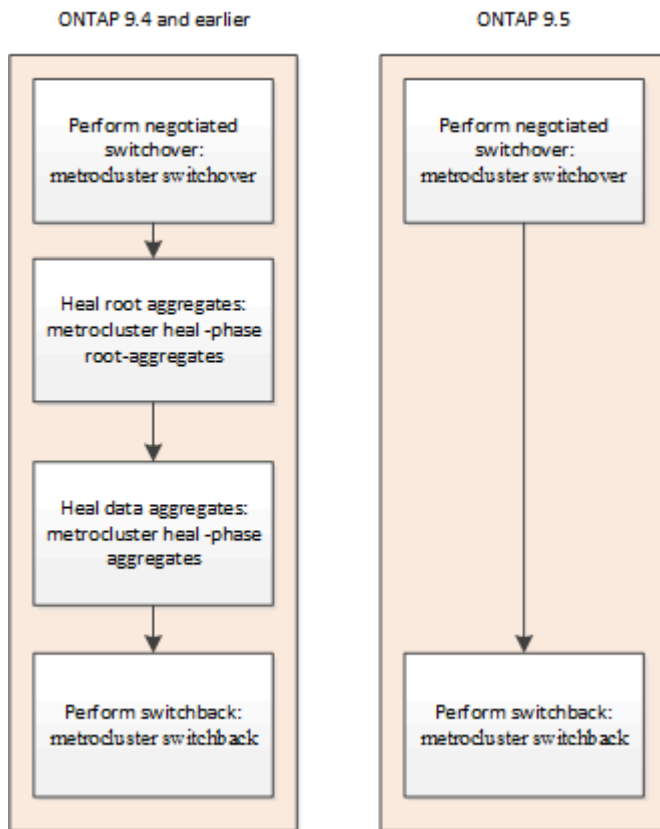 ONTAP 9.4 and earlier
Perform negotiated
switchover:
metrocluster switchover
Heal root aggregates:
metrocluster heal -phase
root-aggregates
Heal data aggregates:
metrocluster heal -phase
aggregates
Perform switchback:
metrocluster switchback
ONTAP 9.5
Perform negotiated
switchover:
metrocluster switchover
Perform switchback:
metrocluster switchback